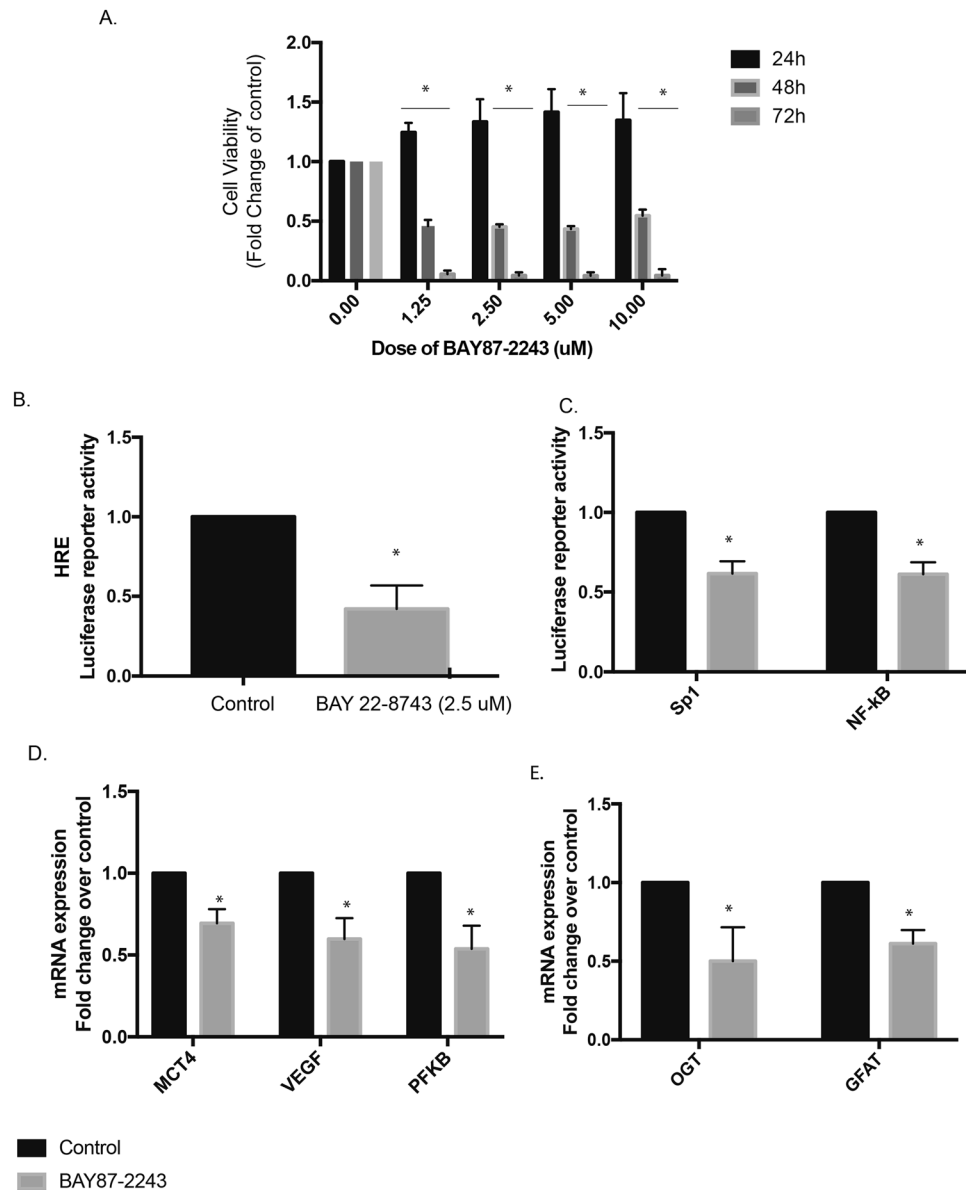 A.
Cell Viability
(Fold Change of control)
2.0
1.5
1.0
0.5
0.0
* * * *
24h
48h
72h
0.00 1.25 2.50 5.00 10.00
Dose of BAY87-2243 (uM)
B.
HRE
Luciferase reporter activity
1.5
1.0
0.5
0.0
*
Control BAY 22-8743 (2.5 uM)
C.
Luciferase reporter activity
1.5
1.0
0.5
0.0
* *
Sp1 NF-kB
D.
mRNA expression
Fold change over control
1.5
1.0
0.5
0.0
* * *
MCT4 VEGF PFKB
E.
mRNA expression
Fold change over control
1.5
1.0
0.5
0.0
* *
OGT GFAT
Control
BAY87-2243